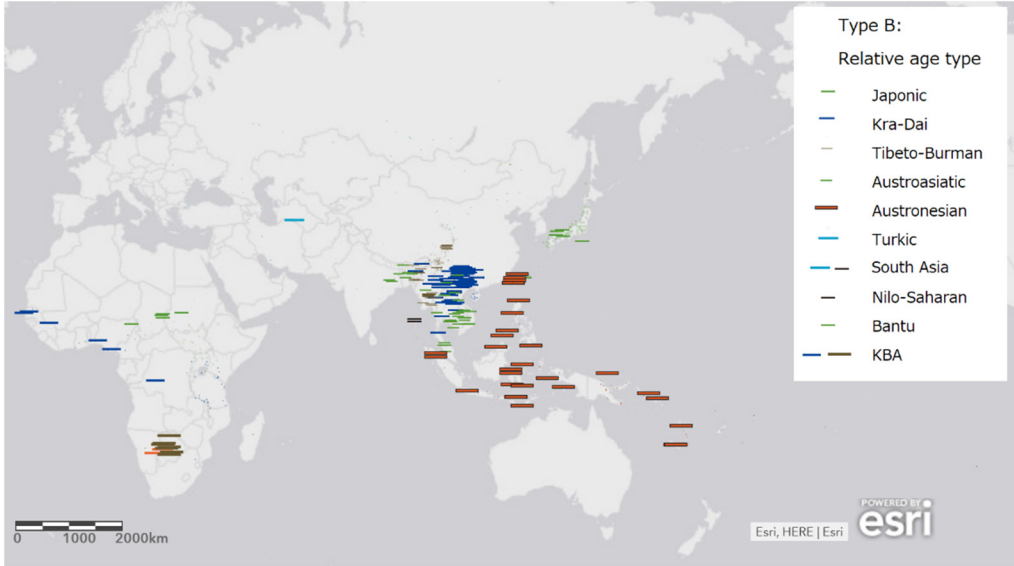 Type B:
Relative age type
Japonic
Kra-Dai
Tibeto-Burman
Austroasiatic
Austronesian
Turkic
South Asia
Nilo-Saharan
Bantu
KBA
0 1000 2000km
Esri, HERE | Esri
POWERED BY
esri